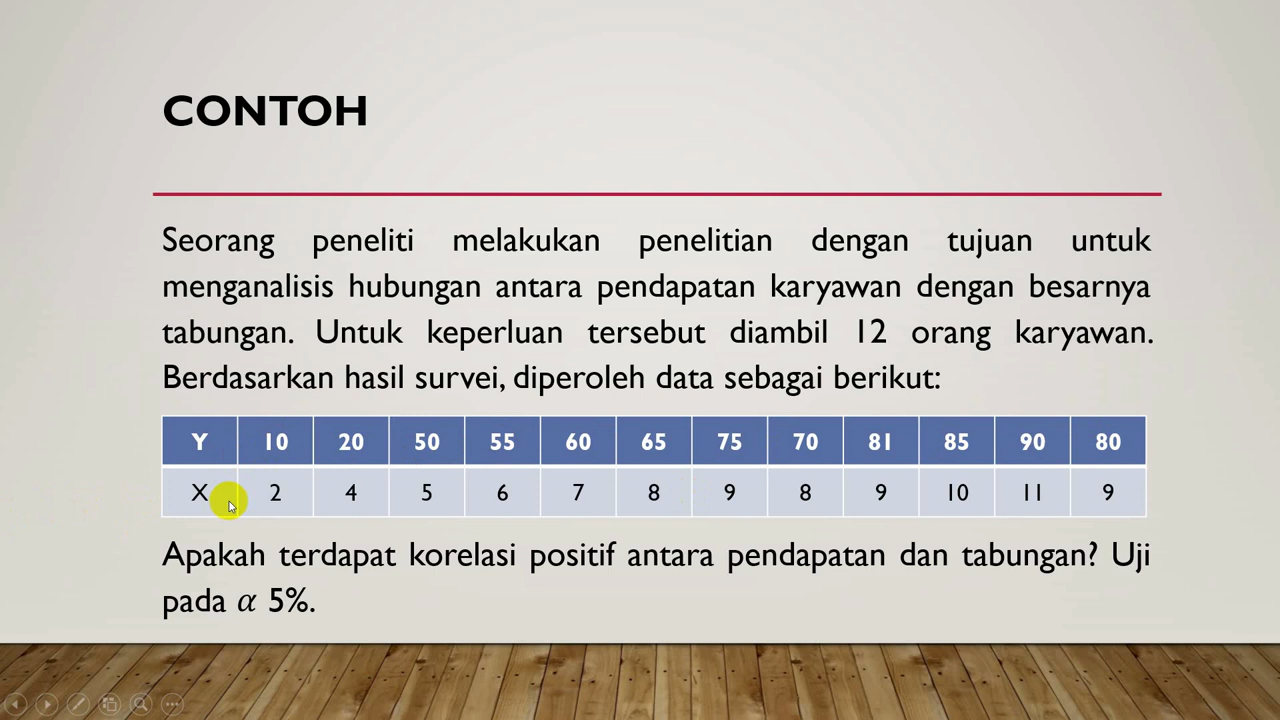 CONTOH
Seorang peneliti melakukan penelitian dengan tujuan untuk
menganalisis hubungan antara pendapatan karyawan dengan besarnya
tabungan. Untuk keperluan tersebut diambil 12 orang karyawan.
Berdasarkan hasil survei, diperoleh data sebagai berikut:
Y 10 20 50 55 60 65 75 70 81 85 90 80
X 2 4 5 6 7 8 9 8 9 10 11 9
Apakah terdapat korelasi positif antara pendapatan dan tabungan? Uji
pada 𝛼 5%.